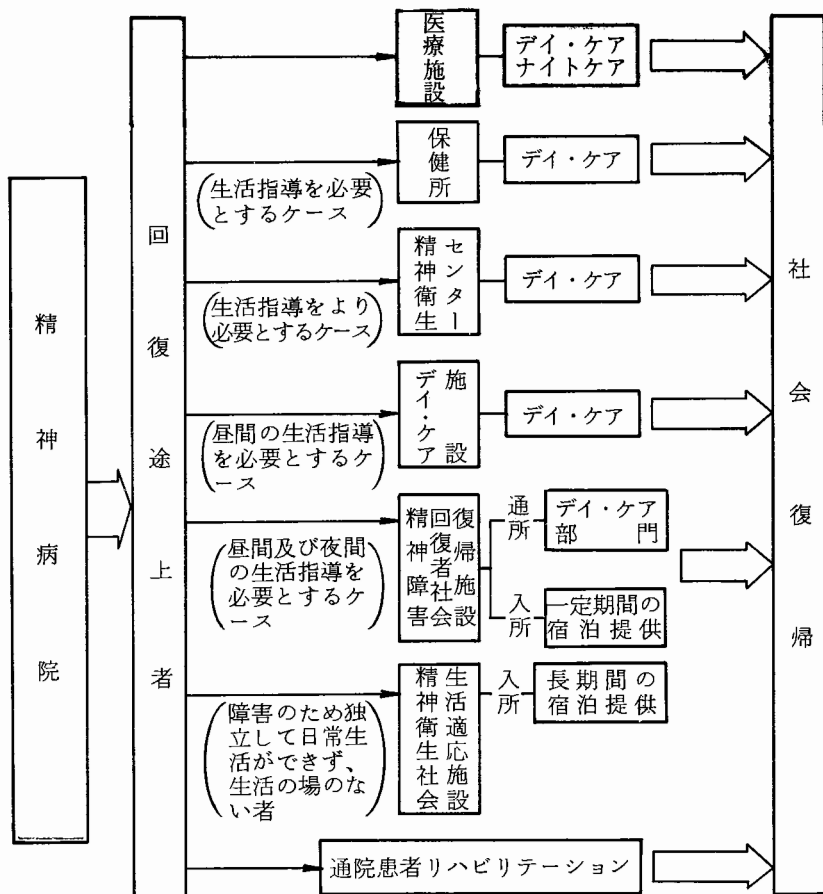 精神病院
回復途上者
医療施設
デイ・ケア
ナイトケア
保健所
デイ・ケア
(生活指導を必要
とするケース)
精神衛生
センター
デイ・ケア
(生活指導をより
必要とするケース)
デイ・ケア
施設
デイ・ケア
(昼間の生活指導
を必要とするケ
ース)
精神障害
回復者社会
復帰施設
通所
デイ・ケア
部門
入所
一定期間の
宿泊提供
(昼間及び夜間
の生活指導を
必要とするケ
ース)
精神衛生社会
生活適応施設
入所
長期間の
宿泊提供
(障害のため独
立して日常生
活ができず、
生活の場のな
い者)
通院患者リハビリテーション
社会復帰